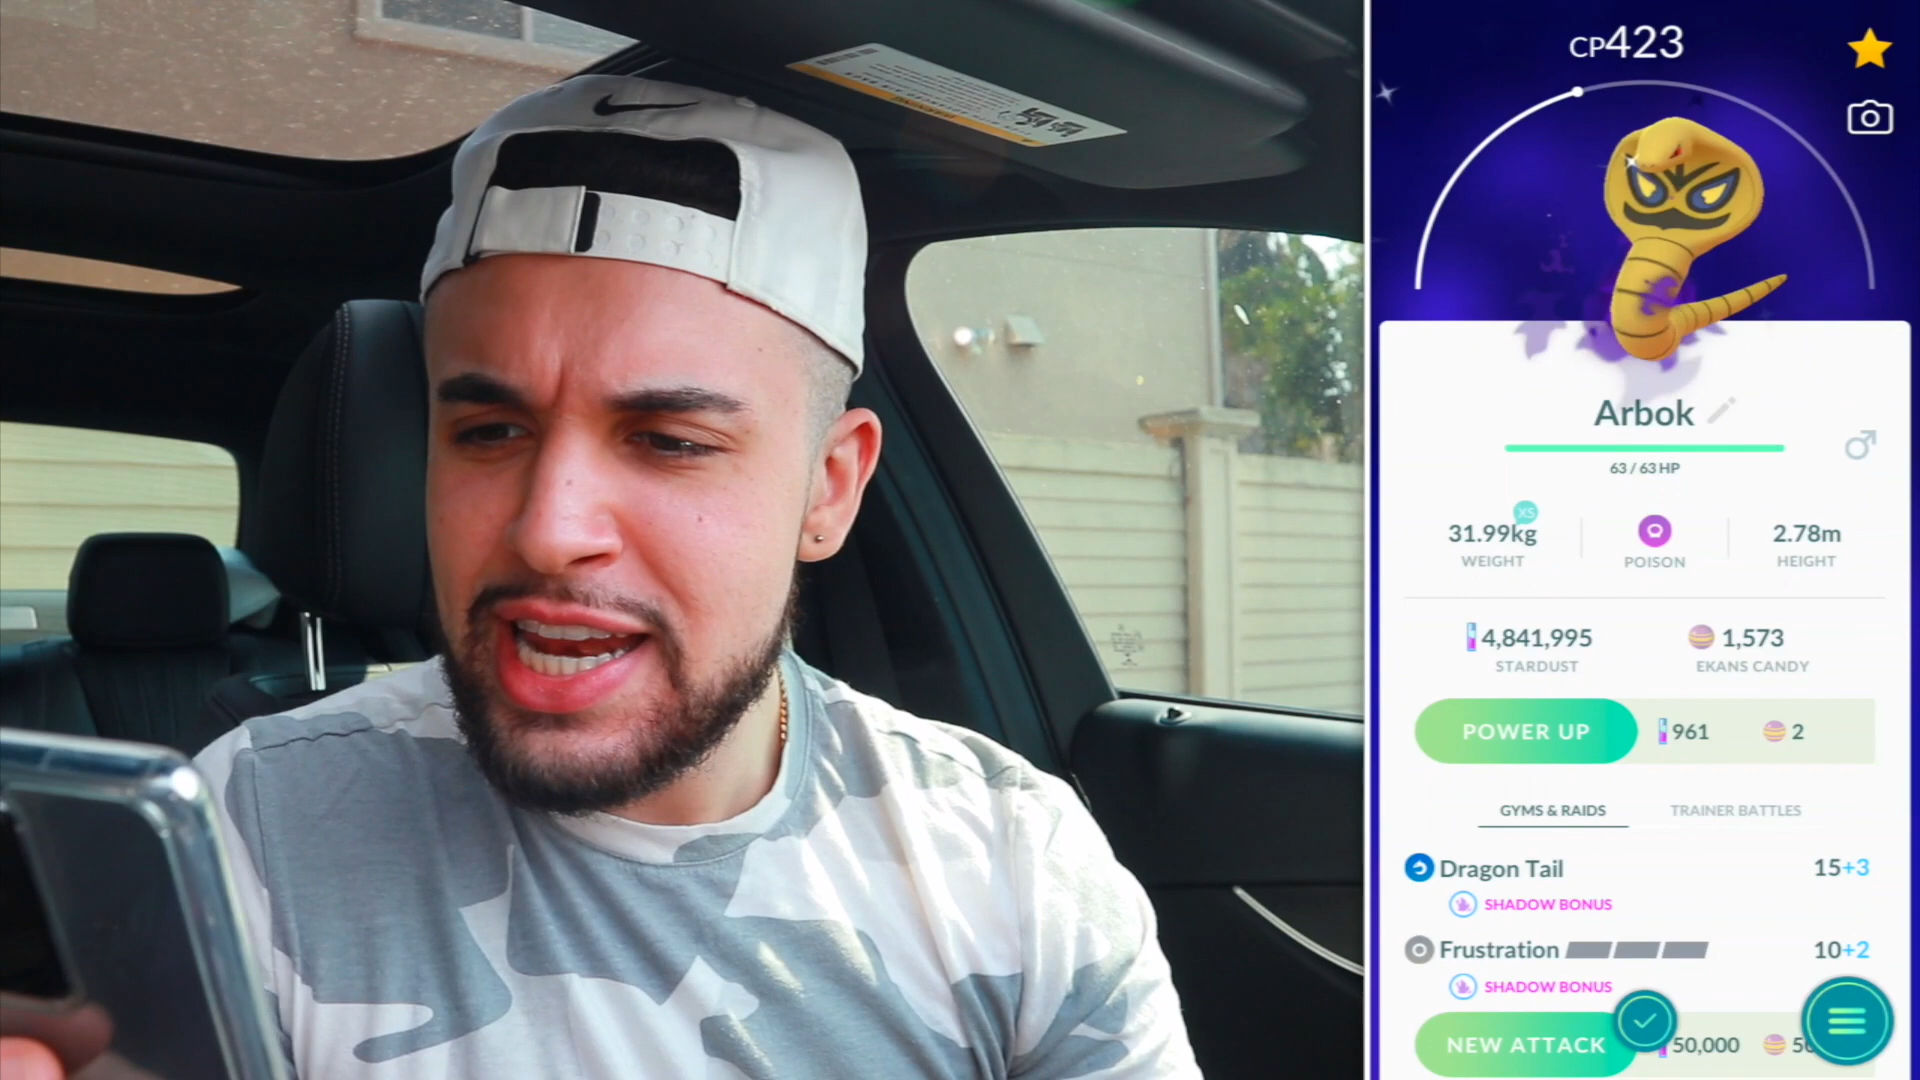 CP423
Arbok
63 / 63 HP
XS
31.99kg
WEIGHT
POISON
2.78m
HEIGHT
4,841,995
STARDUST
1,573
EKANS CANDY
POWER UP
961
2
GYMS & RAIDS
TRAINER BATTLES
Dragon Tail
15+3
SHADOW BONUS
Frustration
10+2
SHADOW BONUS
NEW ATTACK
50,000